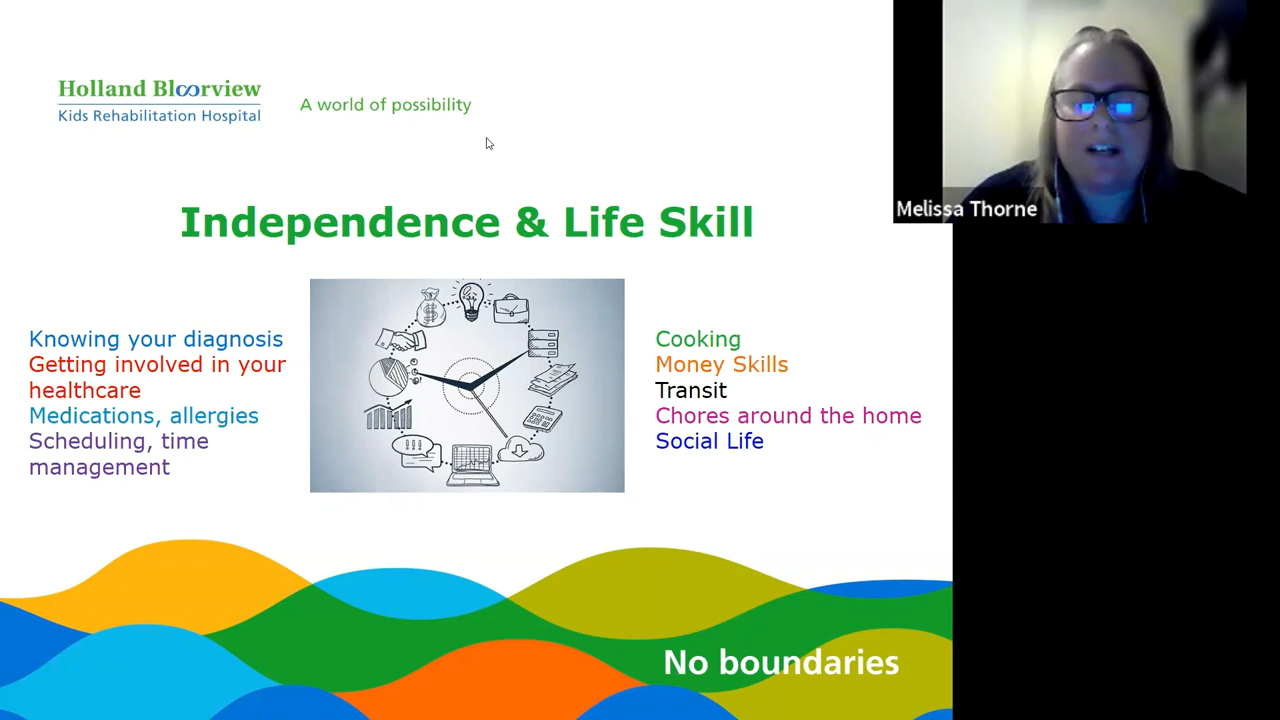 Holland Bloorview
Kids Rehabilitation Hospital
A world of possibility
Melissa Thorne
Independence & Life Skill
Knowing your diagnosis
Getting involved in your
healthcare
Medications, allergies
Scheduling, time
management
Cooking
Money Skills
Transit
Chores around the home
Social Life
No boundaries